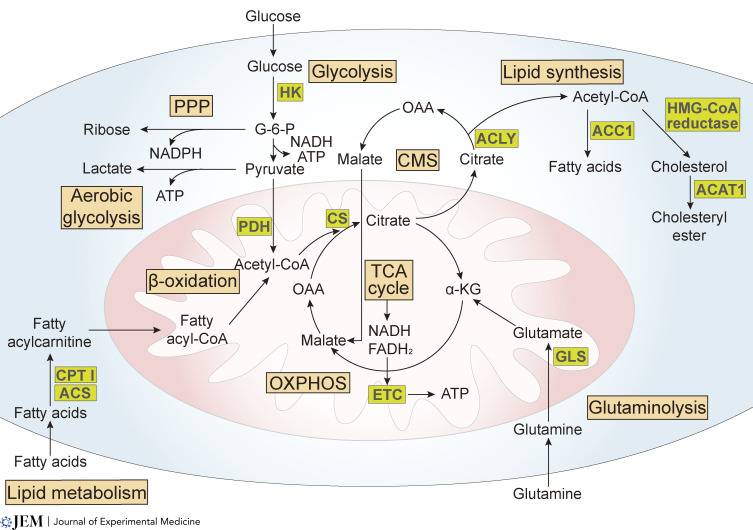 Glucose
Glucose
Glycolysis
HK
PPP
Ribose
G-6-P
NADPH
NADH
ATP
Lactate
Pyruvate
ATP
Aerobic
glycolysis
OAA
ACLY
Malate
CMS
Citrate
Lipid synthesis
Acetyl-CoA
HMG-CoA
reductase
ACC1
Fatty acids
Cholesterol
ACAT1
Cholesteryl
ester
PDH
CS
Citrate
Acetyl-CoA
β-oxidation
OAA
TCA
cycle
α-KG
Fatty
acylcarnitine
Fatty
acyl-CoA
Malate
NADH
FADH₂
Glutamate
GLS
CPT I
ACS
OXPHOS
ETC
ATP
Fatty acids
Glutaminolysis
Glutamine
Fatty acids
Lipid metabolism
Glutamine
JEM | Journal of Experimental Medicine